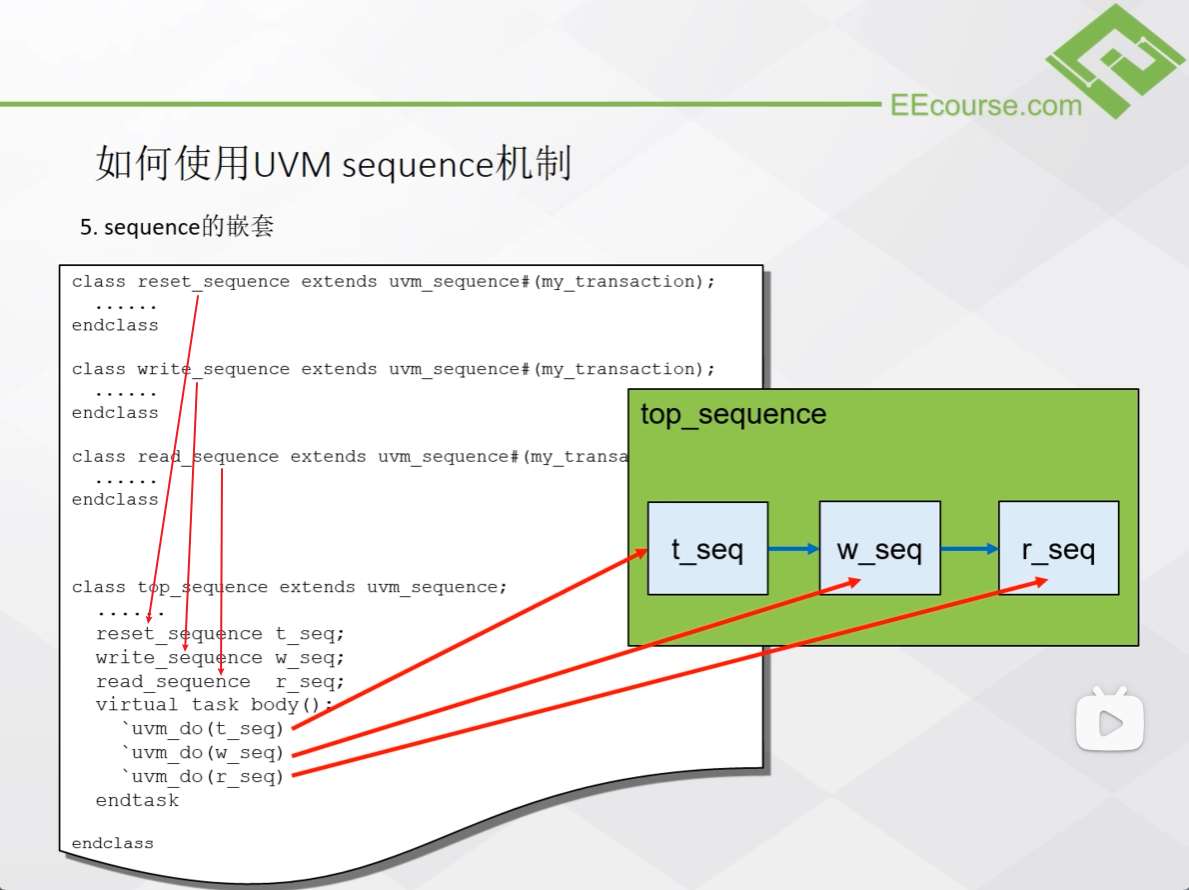 EEcourse.com
如何使用UVM sequence机制
5. sequence的嵌套
class reset_sequence extends uvm_sequence#(my_transaction);
......
endclass
class write_sequence extends uvm_sequence#(my_transaction);
......
endclass
class read_sequence extends uvm_sequence#(my_transa
......
endclass
class top_sequence extends uvm_sequence;
......
reset_sequence t_seq;
write_sequence w_seq;
read_sequence r_seq;
virtual task body();
`uvm_do(t_seq)
`uvm_do(w_seq)
`uvm_do(r_seq)
endtask
endclass
top_sequence
t_seq
w_seq
r_seq